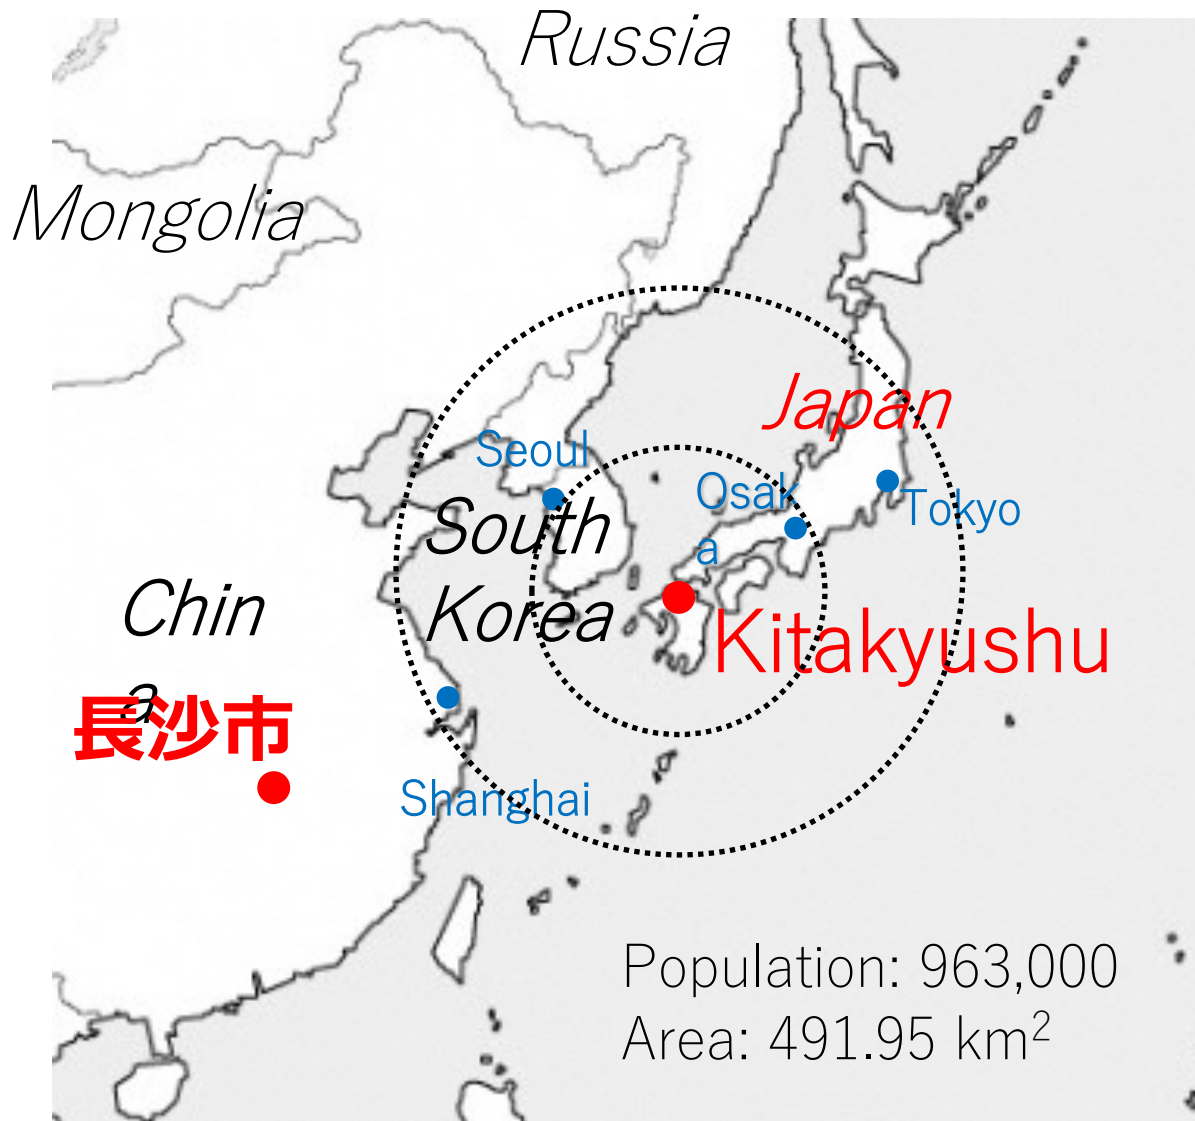 Russia
Mongolia
Japan
Seoul
Osak
a
Tokyo
South
Korea
Chin
a
Kitakyushu
長沙市
Shanghai
Population: 963,000
Area: 491.95 km²